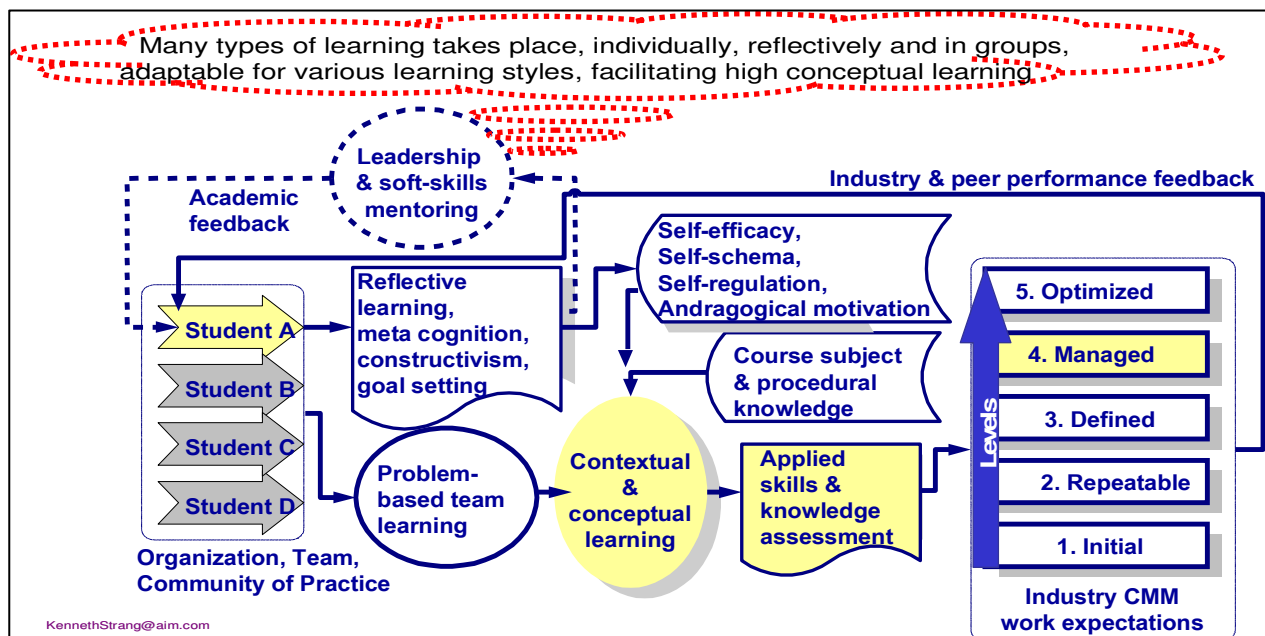 Many types of learning takes place, individually, reflectively and in groups,
adaptable for various learning styles, facilitating high conceptual learning
Leadership
& soft-skills
mentoring
Academic
feedback
Industry & peer performance feedback
Self-efficacy,
Self-schema,
Self-regulation,
Andragogical motivation
Reflective
learning,
meta cognition,
constructivism,
goal setting
Student A
Student B
Student C
Student D
Organization, Team,
Community of Practice
Problem-
based team
learning
Course subject
& procedural
knowledge
Contextual
&
conceptual
learning
Applied
skills &
knowledge
assessment
Levels
5. Optimized
4. Managed
3. Defined
2. Repeatable
1. Initial
Industry CMM
work expectations
KennethStrang@aim.com